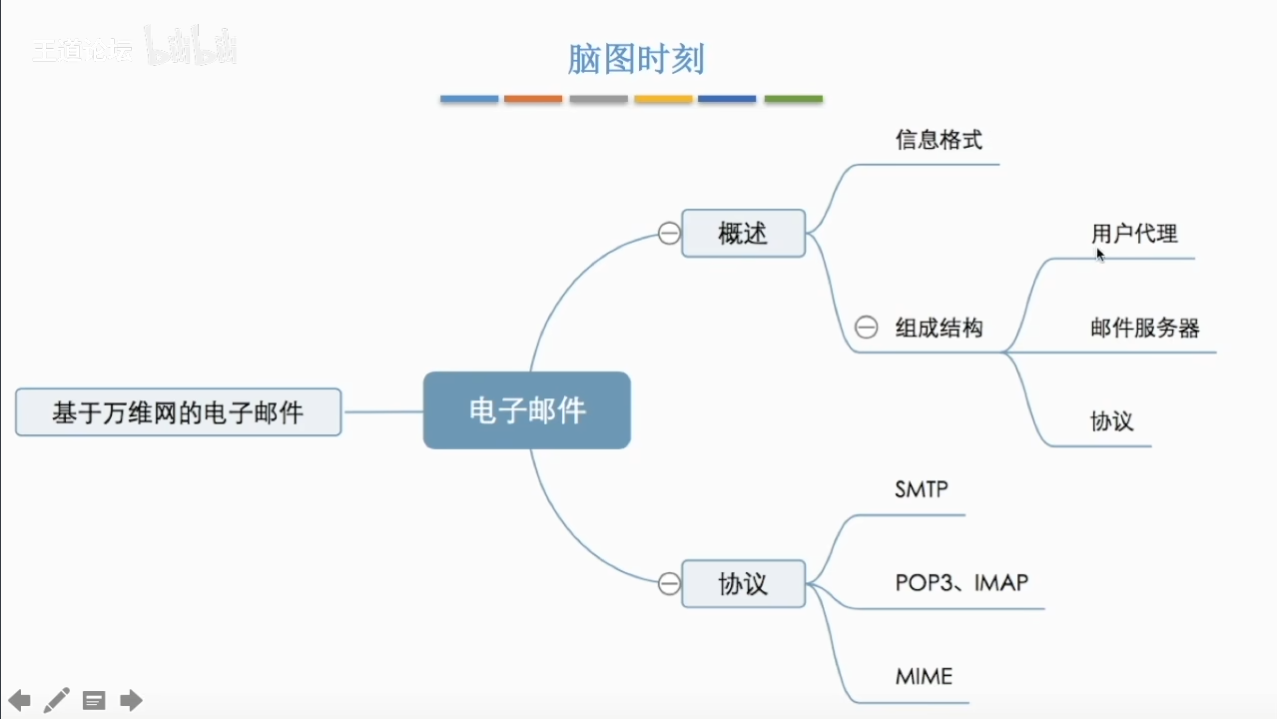 王道论坛 bilibili
脑图时刻
信息格式
概述
用户代理
组成结构
邮件服务器
协议
基于万维网的电子邮件
电子邮件
SMTP
协议
POP3、IMAP
MIME